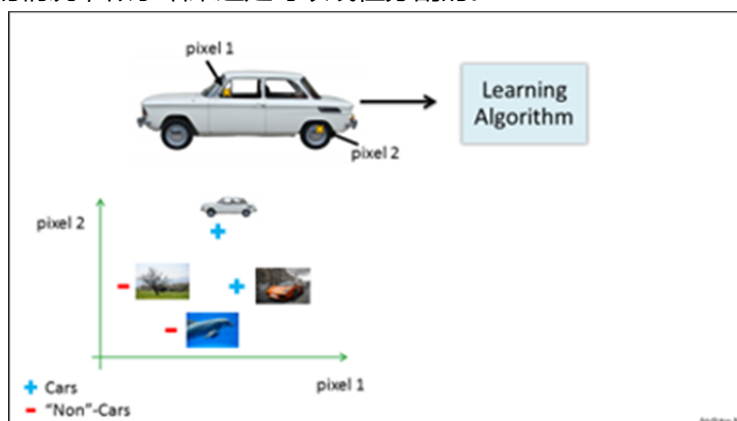 pixel 1
Learning
Algorithm
pixel 2
pixel 2
pixel 1
Cars
"Non"-Cars